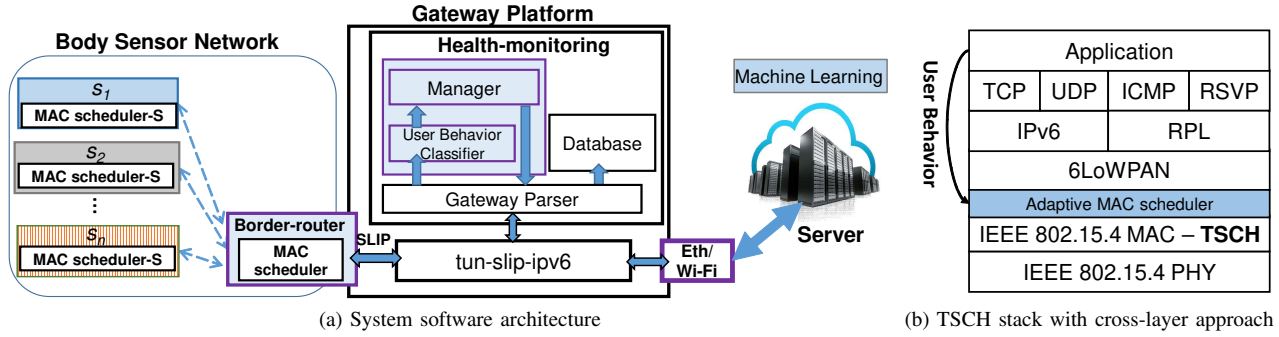 Gateway Platform
Body Sensor Network
Health-monitoring
s1
MAC scheduler-S
s2
MAC scheduler-S
⋮
sn
MAC scheduler-S
Border-router
MAC
scheduler
SLIP
Manager
User Behavior
Classifier
Database
Gateway Parser
tun-slip-ipv6
Eth/
Wi-Fi
Machine Learning
Server
(a) System software architecture
User Behavior
Application
TCP UDP ICMP RSVP
IPv6 RPL
6LoWPAN
Adaptive MAC scheduler
IEEE 802.15.4 MAC – TSCH
IEEE 802.15.4 PHY
(b) TSCH stack with cross-layer approach